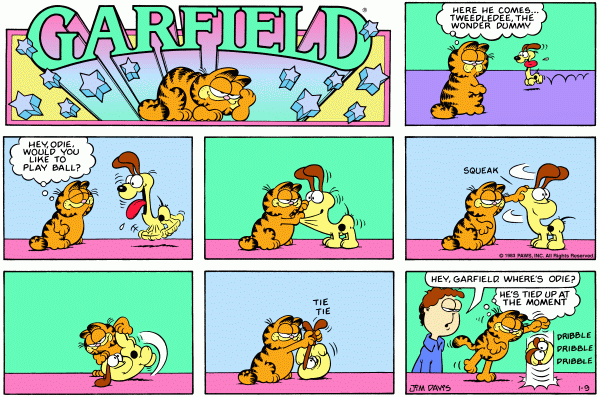 GARFIELD
®
HERE HE COMES...
TWEEDLEDEE, THE
WONDER DUMMY
HEY, ODIE,
WOULD YOU
LIKE TO
PLAY BALL?
SQUEAK
© 1983 PAWS, INC. All Rights Reserved.
TIE
TIE
HEY, GARFIELD. WHERE'S ODIE?
HE'S TIED UP AT
THE MOMENT
DRIBBLE
DRIBBLE
DRIBBLE
JIM DAVIS
1-9